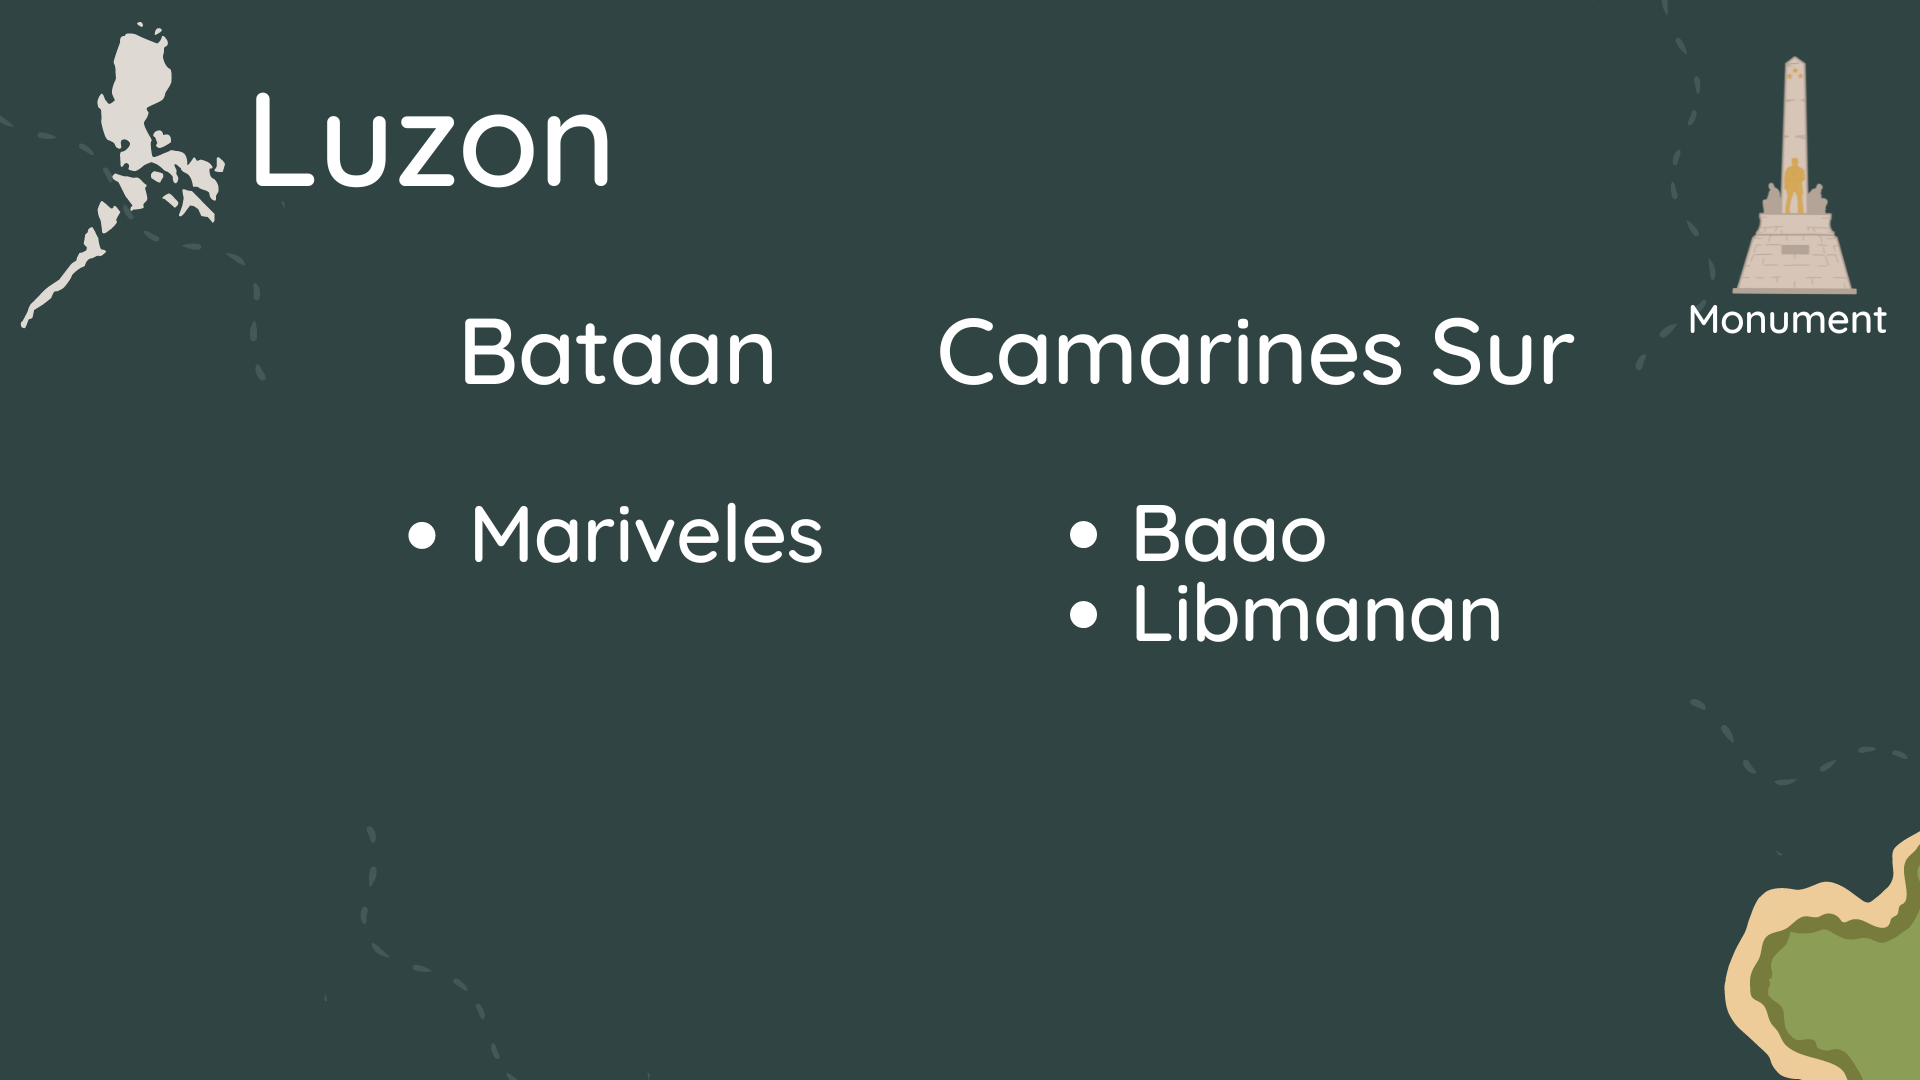 Luzon
Monument
Bataan
Camarines Sur
Mariveles
Baao
Libmanan